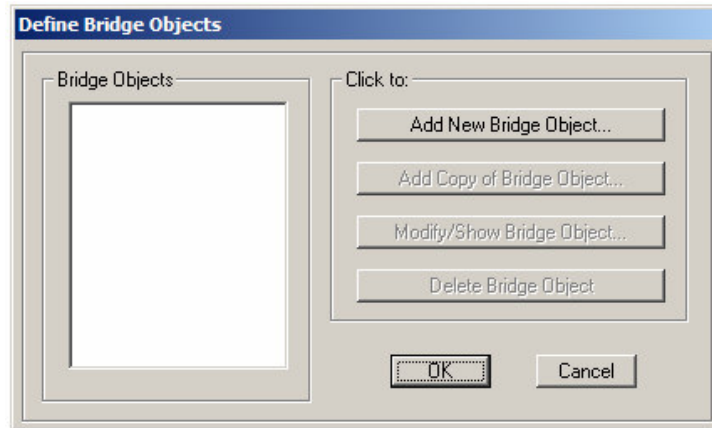 Define Bridge Objects
Bridge Objects
Click to:
Add New Bridge Object...
Add Copy of Bridge Object...
Modify/Show Bridge Object...
Delete Bridge Object
OK
Cancel